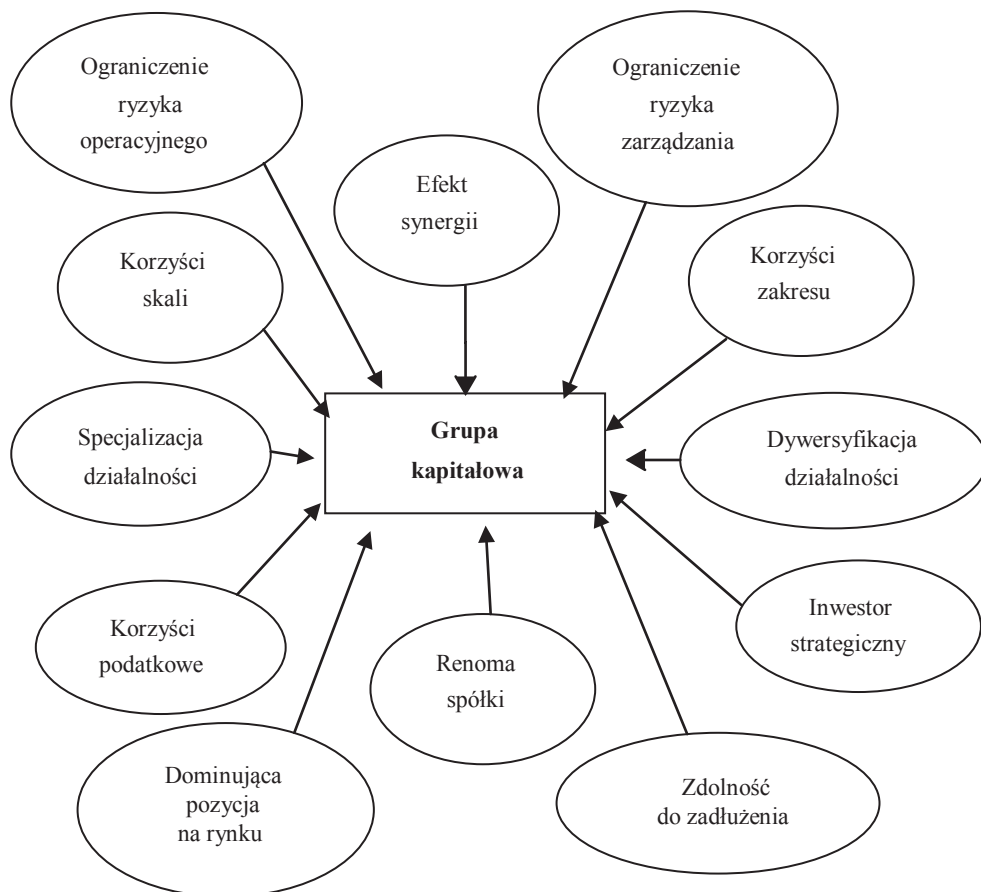 Ograniczenie
ryzyka
operacyjnego
Ograniczenie
ryzyka
zarządzania
Efekt
synergii
Korzyści
skali
Korzyści
zakresu
Specjalizacja
działalności
Grupa
kapitałowa
Dywersyfikacja
działalności
Korzyści
podatkowe
Renoma
spółki
Inwestor
strategiczny
Dominująca
pozycja
na rynku
Zdolność
do zadłużenia